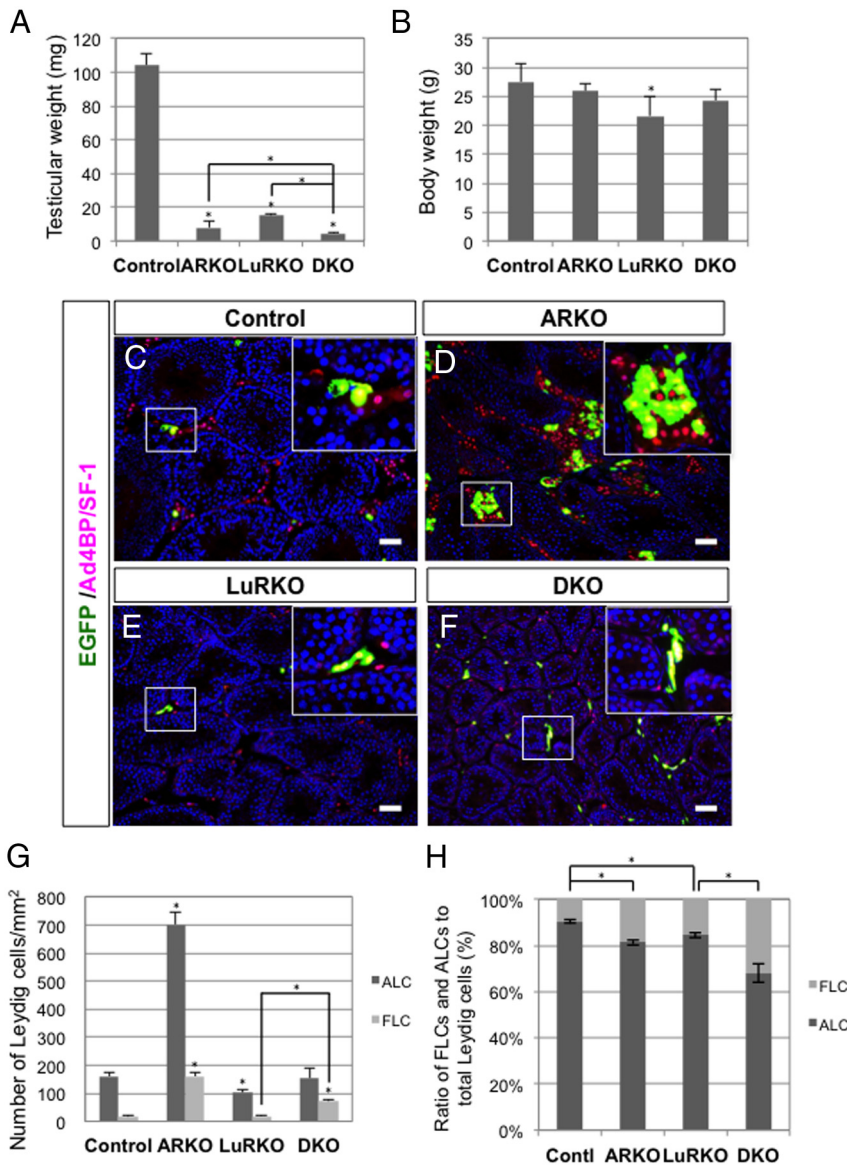 A
Testicular weight (mg)
120
100
80
60
40
20
0
*
*
*
*
*
Control ARKO LuRKO DKO
B
Body weight (g)
35
30
25
20
15
10
5
0
*
Control ARKO LuRKO DKO
EGFP /Ad4BP/SF-1
Control
ARKO
C
D
LuRKO
DKO
E
F
G
Number of Leydig cells/mm2
800
700
600
500
400
300
200
100
0
*
*
*
*
*
ALC
FLC
Control ARKO LuRKO DKO
H
Ratio of FLCs and ALCs to
total Leydig cells (%)
100%
80%
60%
40%
20%
0%
*
*
*
FLC
ALC
Contl ARKO LuRKO DKO